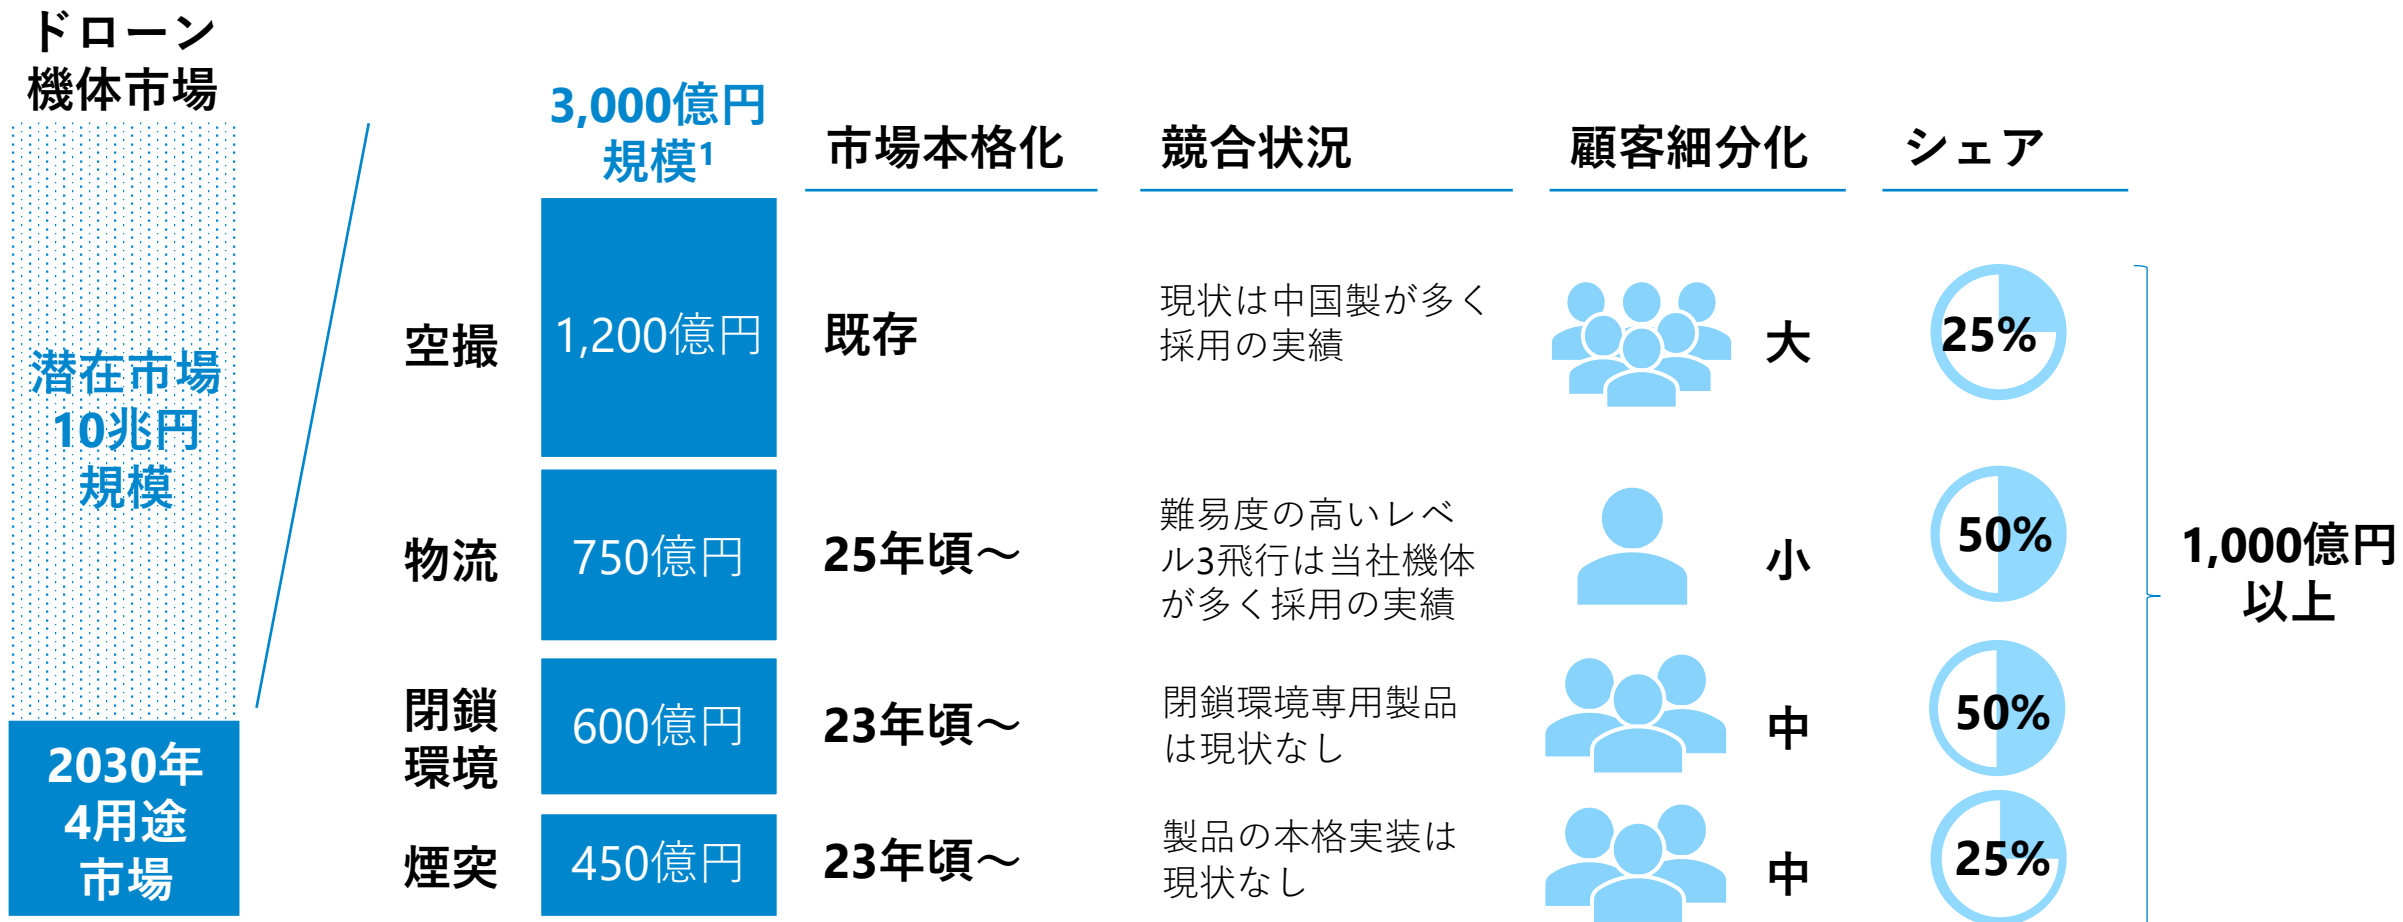 ドローン
機体市場
潜在市場
10兆円
規模
2030年
4用途
市場
3,000億円
規模1
市場本格化
競合状況
顧客細分化
シェア
空撮
1,200億円
既存
現状は中国製が多く
採用の実績
大
25%
物流
750億円
25年頃～
難易度の高いレベ
ル3飛行は当社機体
が多く採用の実績
小
50%
閉鎖
環境
600億円
23年頃～
閉鎖環境専用製品
は現状なし
中
50%
煙突
450億円
23年頃～
製品の本格実装は
現状なし
中
25%
1,000億円
以上